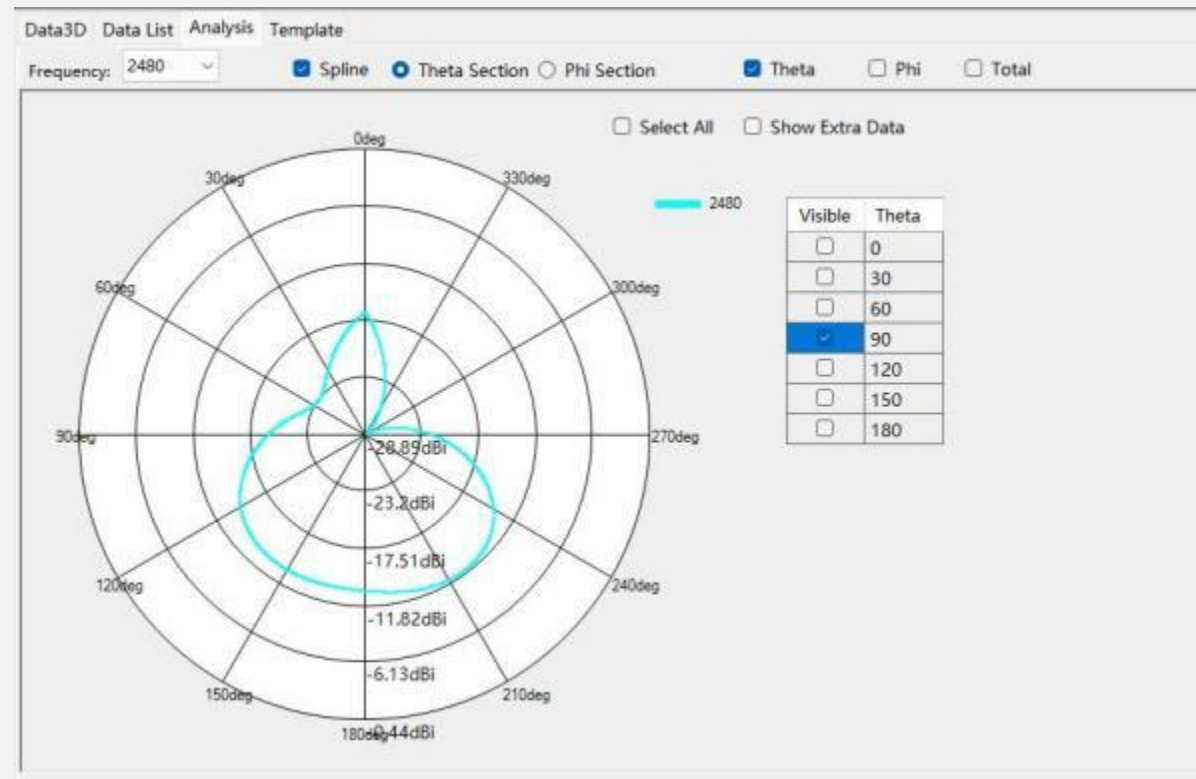 Data3D Data List Analysis Template
Frequency: 2480 Spline Theta Section Phi Section Theta Phi Total
Select All Show Extra Data
0deg
30deg 330deg
2480
Visible Theta
0
30
60deg 300deg
60
90
120
150
90deg 270deg
180
-28.89dBi
-23.2dBi
-17.51dBi
120deg 240deg
-11.82dBi
-6.13dBi
150deg 210deg
180deg -0.44dBi